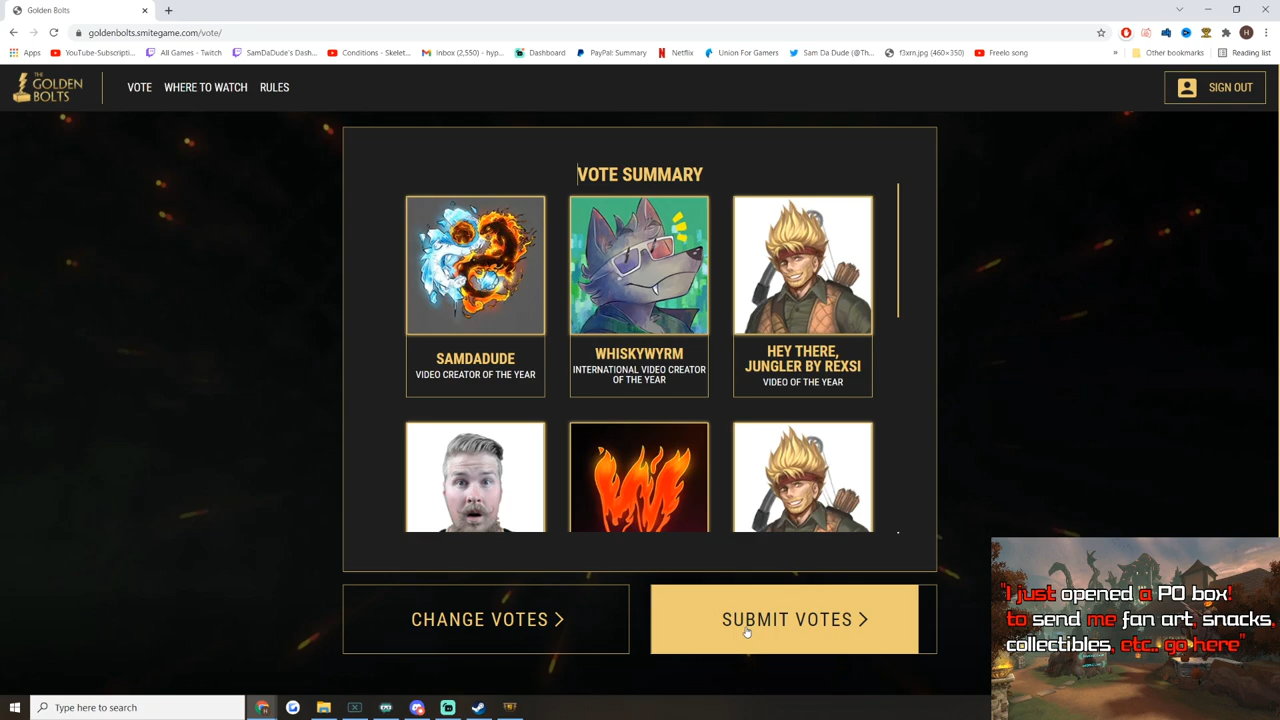 Golden Bolts
goldenbolts.smitegame.com/vote/
Apps YouTube-Subscripti... All Games - Twitch SamDaDude's Dash... Conditions - Skelet... Inbox (2,550) - hyp... Dashboard PayPal: Summary Netflix Union For Gamers Sam Da Dude (@Th... f3xrn.jpg (460×350) Freelo song » Other bookmarks Reading list
THE
GOLDEN
BOLTS
VOTE WHERE TO WATCH RULES SIGN OUT
VOTE SUMMARY
SAMDADUDE
VIDEO CREATOR OF THE YEAR
WHISKYWYRM
INTERNATIONAL VIDEO CREATOR
OF THE YEAR
HEY THERE,
JUNGLER BY REXSI
VIDEO OF THE YEAR
CHANGE VOTES >
SUBMIT VOTES >
"I just opened a PO box!
to send me fan art, snacks,
collectibles, etc.. go here"
Type here to search